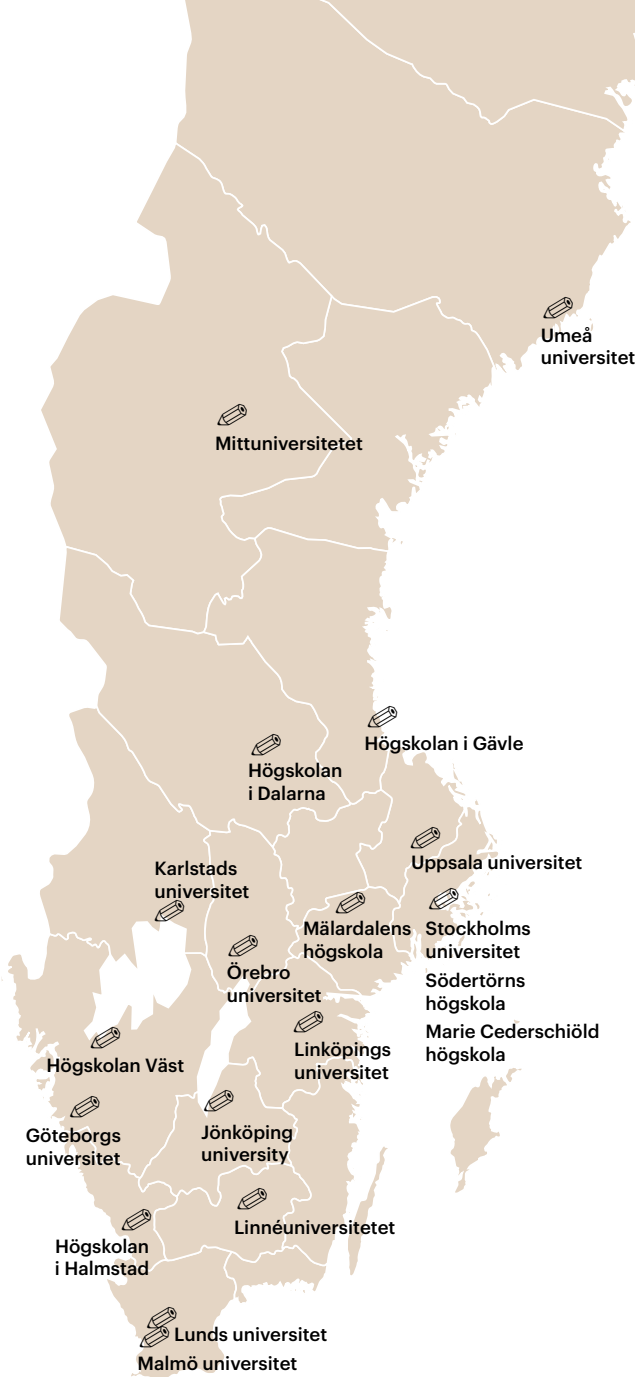 Umeå
universitet
Mittuniversitetet
Högskolan i Gävle
Högskolan
i Dalarna
Uppsala universitet
Karlstads
universitet
Mälardalens
högskola
Stockholms
universitet
Södertörns
högskola
Marie Cederschiöld
högskola
Örebro
universitet
Linköpings
universitet
Högskolan Väst
Göteborgs
universitet
Jönköping
university
Linnéuniversitetet
Högskolan
i Halmstad
Lunds universitet
Malmö universitet